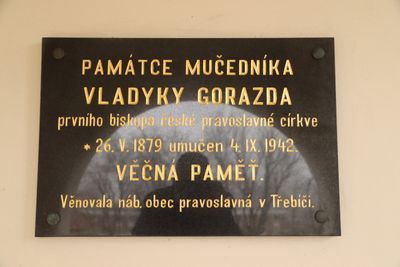 PAMÁTCE MUČEDNÍKA
VLADYKY GORAZDA
prvního biskupa české pravoslavné církve
* 26. V. 1879 umučen 4. IX. 1942.
VĚČNÁ PAMĚŤ.
Věnovala náb. obec pravoslavná v Třebíči.